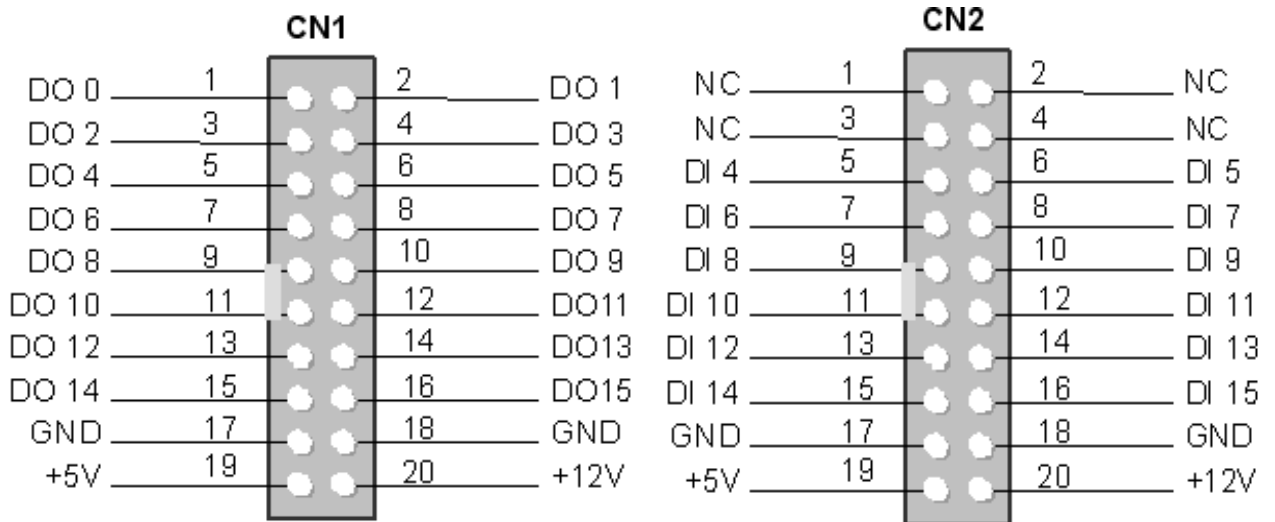 CN1
DO 0 1 2 DO 1
DO 2 3 4 DO 3
DO 4 5 6 DO 5
DO 6 7 8 DO 7
DO 8 9 10 DO 9
DO 10 11 12 DO11
DO 12 13 14 DO13
DO 14 15 16 DO15
GND 17 18 GND
+5V 19 20 +12V
CN2
NC 1 2 NC
NC 3 4 NC
DI 4 5 6 DI 5
DI 6 7 8 DI 7
DI 8 9 10 DI 9
DI 10 11 12 DI 11
DI 12 13 14 DI 13
DI 14 15 16 DI 15
GND 17 18 GND
+5V 19 20 +12V